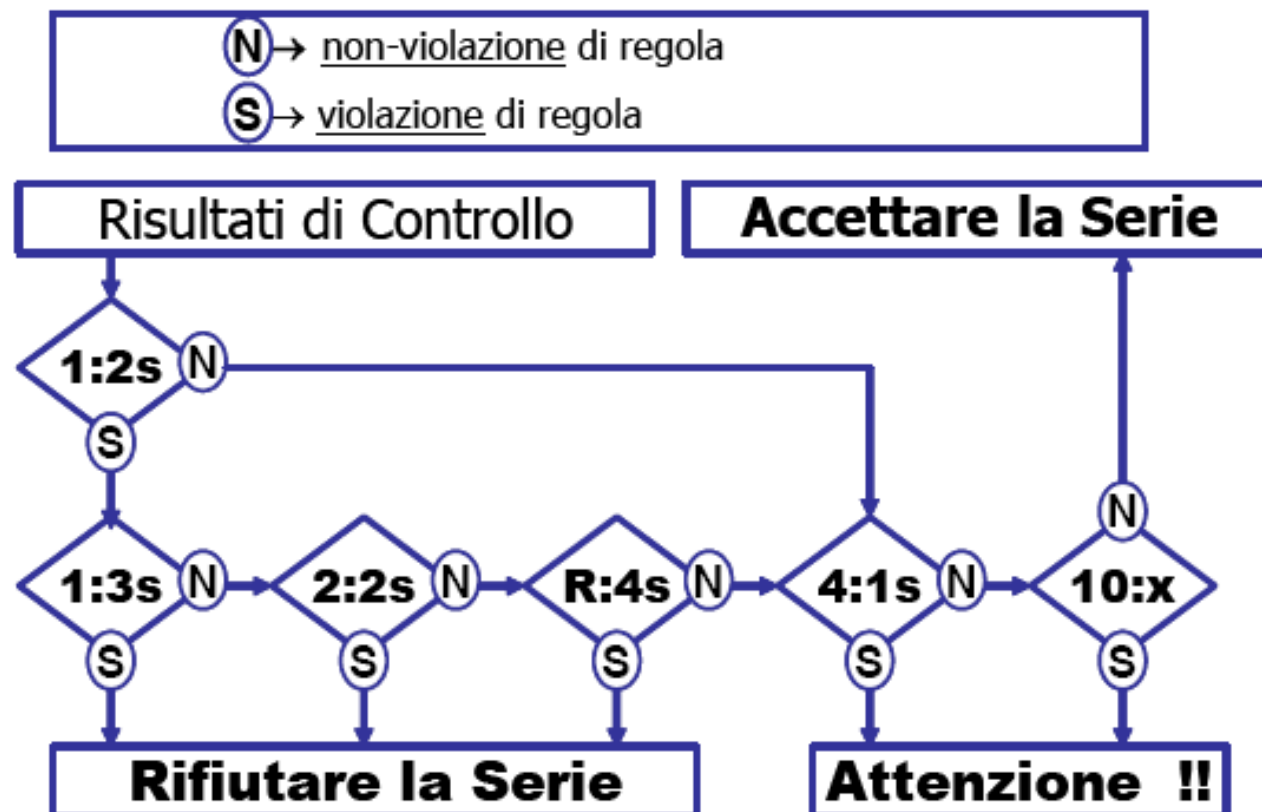 N → non-violazione di regola
S → violazione di regola
Risultati di Controllo
Accettare la Serie
1:2s N
S
N
1:3s N 2:2s N R:4s N 4:1s N 10:x
S S S S S
Rifiutare la Serie
Attenzione !!